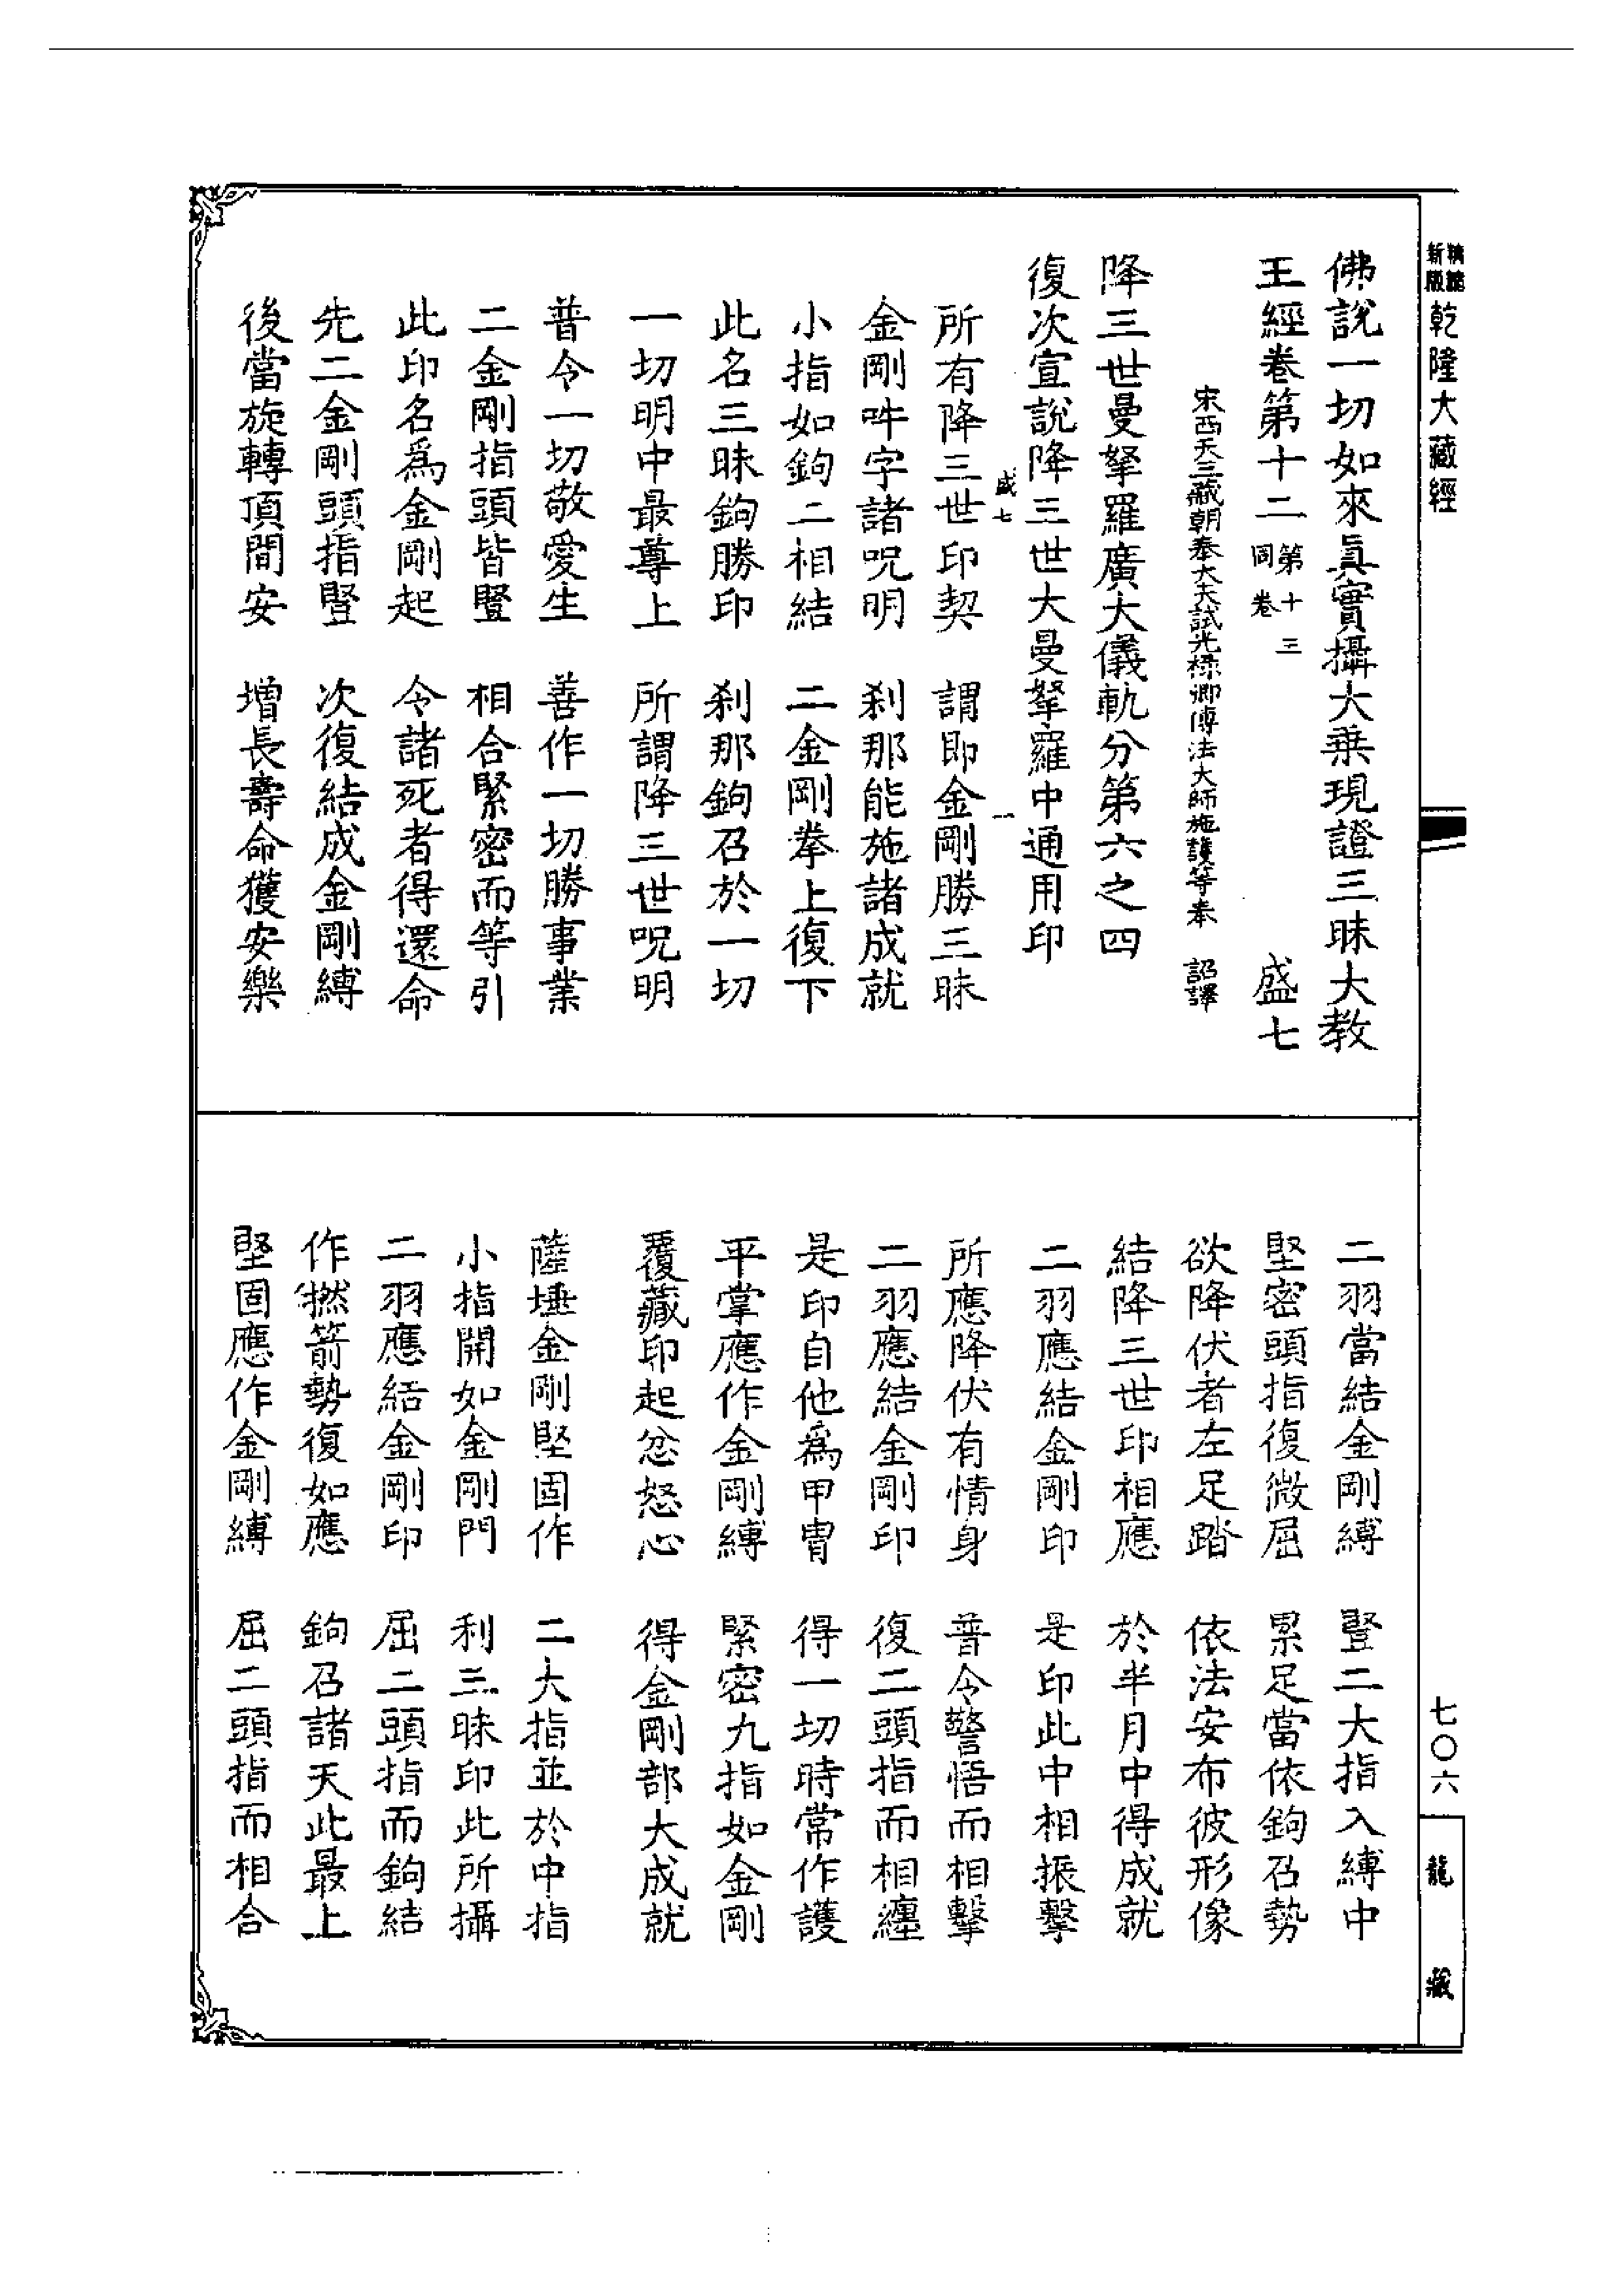 新版
精縮
乾隆大藏經
佛說一切如來眞實攝大乘現證三昧大教
王經卷第十二 第十三同卷 盛七
宋西天三藏朝奉大夫試光祿卿傳法大師施護等奉 詔譯
降三世曼拏羅廣大儀軌分第六之四
復次宣說降三世大曼拏羅中通用印
盛七 一
所有降三世印契 謂即金剛勝三昧
金剛吽字諸呪明 刹那能施諸成就
小指如鉤二相結 二金剛拳上復下
此名三昧鉤勝印 刹那鉤召於一切
一切明中最尊上 所謂降三世呪明
普令一切敬愛生 善作一切勝事業
二金剛指頭皆豎 相合緊密而等引
此印名爲金剛起 令諸死者得還命
先二金剛頭指豎 次復結成金剛縛
後當旋轉頂間安 增長壽命獲安樂
二羽當結金剛縛 豎二大指入縛中
堅密頭指復微屈 累足當依鉤召勢
欲降伏者左足踏 依法安布彼形像
結降三世印相應 於半月中得成就
二羽應結金剛印 是印此中相振擊
所應降伏有情身 普令警悟而相擊
二羽應結金剛印 復二頭指而相纏
是印自他爲甲冑 得一切時常作護
平掌應作金剛縛 緊密九指如金剛
覆藏印起忿怒心 得金剛部大成就
薩埵金剛堅固作 二大指並於中指
小指開如金剛門 利三昧印此所攝
二羽應結金剛印 屈二頭指而鉤結
作撚箭勢復如應 鉤召諸天此最上
堅固應作金剛縛 屈二頭指而相合
七〇六
龍藏